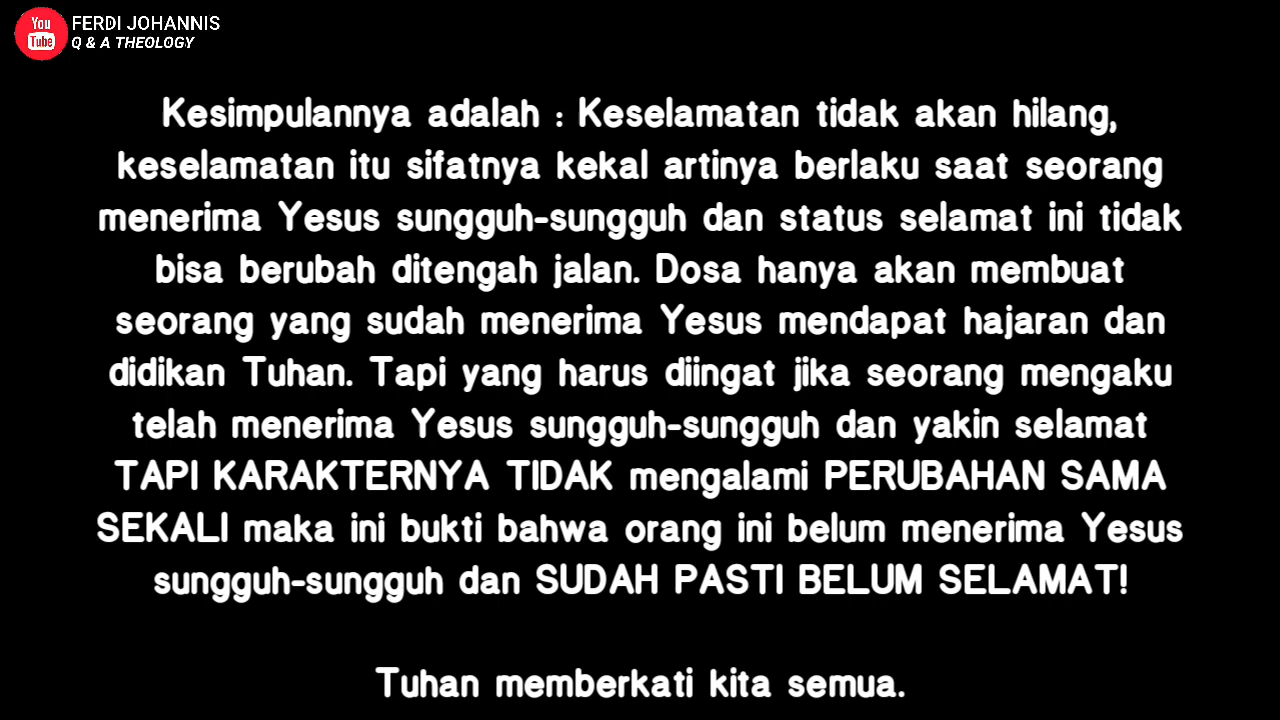 You
Tube
FERDI JOHANNIS
Q & A THEOLOGY
Kesimpulannya adalah : Keselamatan tidak akan hilang,
keselamatan itu sifatnya kekal artinya berlaku saat seorang
menerima Yesus sungguh-sungguh dan status selamat ini tidak
bisa berubah ditengah jalan. Dosa hanya akan membuat
seorang yang sudah menerima Yesus mendapat hajaran dan
didikan Tuhan. Tapi yang harus diingat jika seorang mengaku
telah menerima Yesus sungguh-sungguh dan yakin selamat
TAPI KARAKTERNYA TIDAK mengalami PERUBAHAN SAMA
SEKALI maka ini bukti bahwa orang ini belum menerima Yesus
sungguh-sungguh dan SUDAH PASTI BELUM SELAMAT!
Tuhan memberkati kita semua.